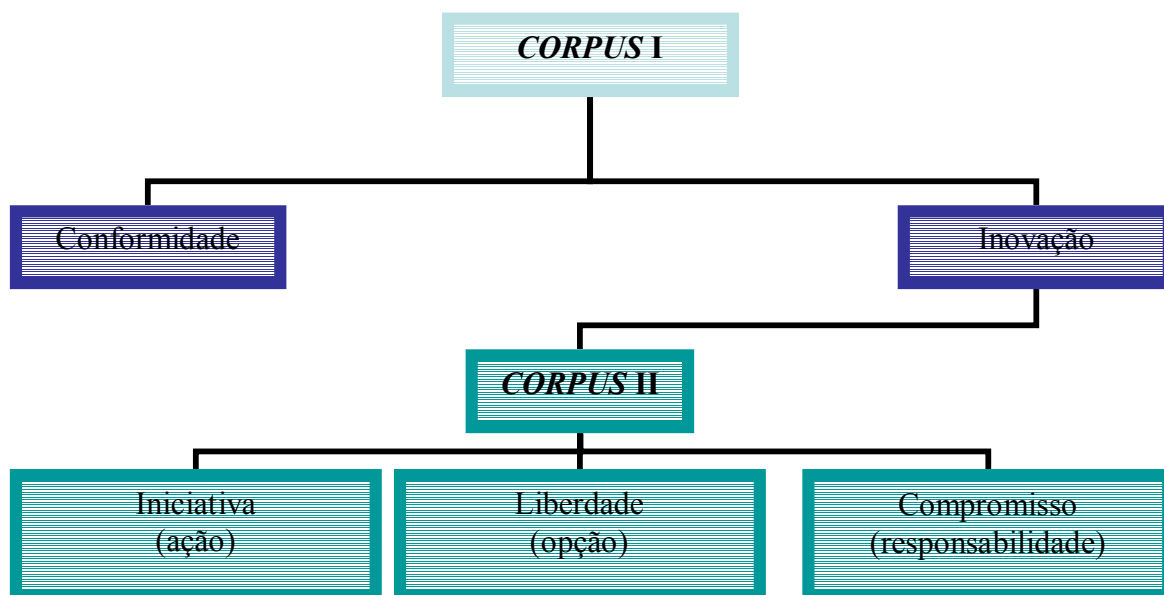 CORPUS I
Conformidade
Inovação
CORPUS II
Iniciativa
(ação)
Liberdade
(opção)
Compromisso
(responsabilidade)